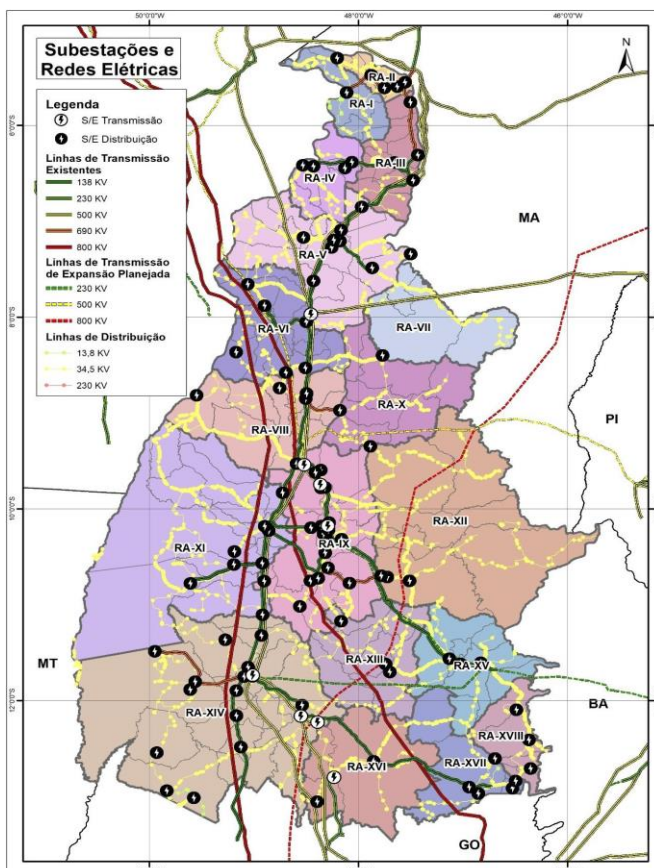 50°0'0"W
48°0'0"W
46°0'0"W
Subestações e
Redes Elétricas
N
Legenda
S/E Transmissão
S/E Distribuição
Linhas de Transmissão
Existentes
138 KV
230 KV
500 KV
690 KV
800 KV
Linhas de Transmissão
de Expansão Planejada
230 KV
500 KV
800 KV
Linhas de Distribuição
13,8 KV
34,5 KV
230 KV
6°0'0"S
8°0'0"S
10°0'0"S
12°0'0"S
RA-II
RA-I
RA-III
RA-IV
MA
RA-V
RA-VI
RA-VII
RA-X
PI
RA-VIII
RA-XII
RA-IX
RA-XI
RA-XIII
RA-XV
MT
BA
RA-XIV
RA-XVIII
RA-XVI
RA-XVII
GO